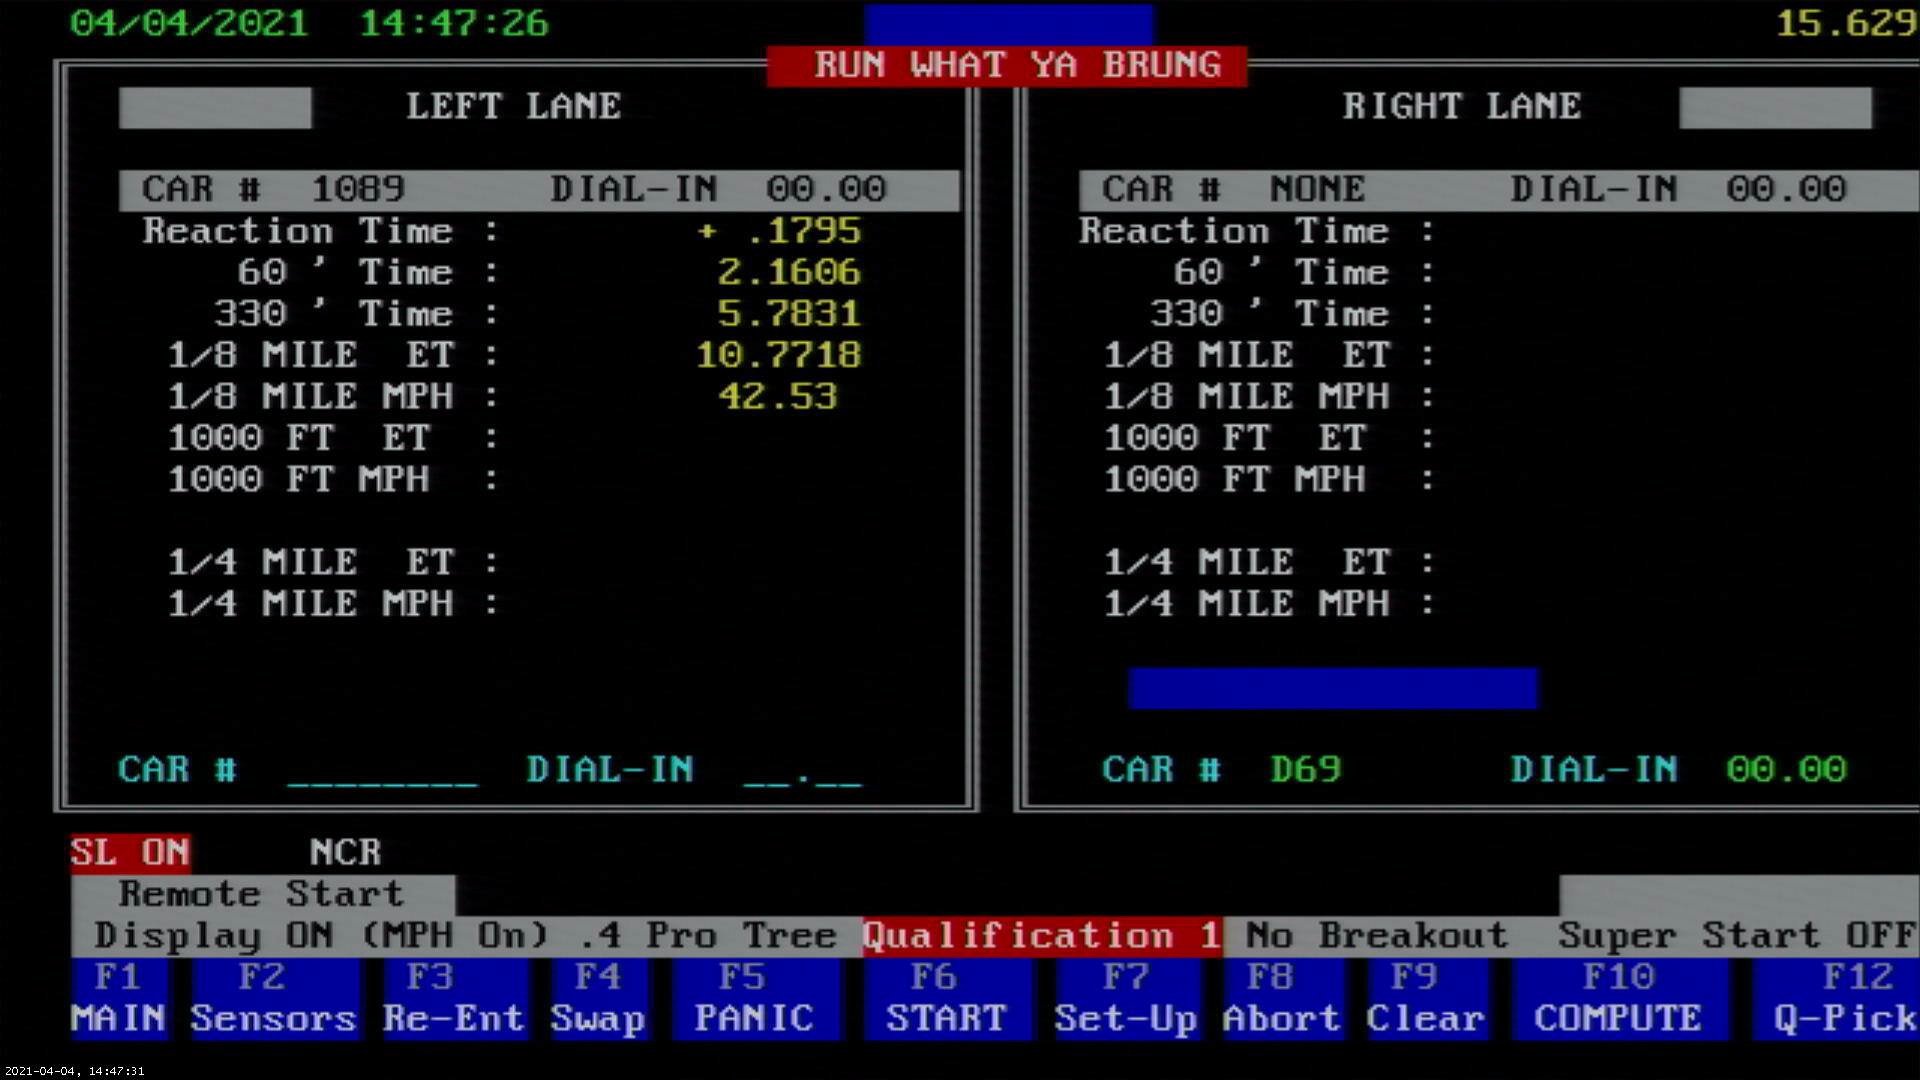 04/04/2021 14:47:26 15.629
RUN WHAT YA BRUNG
LEFT LANE
CAR # 1089 DIAL-IN 00.00
Reaction Time : + .1795
60 ' Time : 2.1606
330 ' Time : 5.7831
1/8 MILE ET : 10.7718
1/8 MILE MPH : 42.53
1000 FT ET :
1000 FT MPH :
1/4 MILE ET :
1/4 MILE MPH :
CAR # ________ DIAL-IN __.__
RIGHT LANE
CAR # NONE DIAL-IN 00.00
Reaction Time :
60 ' Time :
330 ' Time :
1/8 MILE ET :
1/8 MILE MPH :
1000 FT ET :
1000 FT MPH :
1/4 MILE ET :
1/4 MILE MPH :
CAR # D69 DIAL-IN 00.00
SL ON NCR
Remote Start
Display ON (MPH On) .4 Pro Tree Qualification 1 No Breakout Super Start OFF
F1 F2 F3 F4 F5 F6 F7 F8 F9 F10 F12
MAIN Sensors Re-Ent Swap PANIC START Set-Up Abort Clear COMPUTE Q-Pick
2021-04-04, 14:47:31